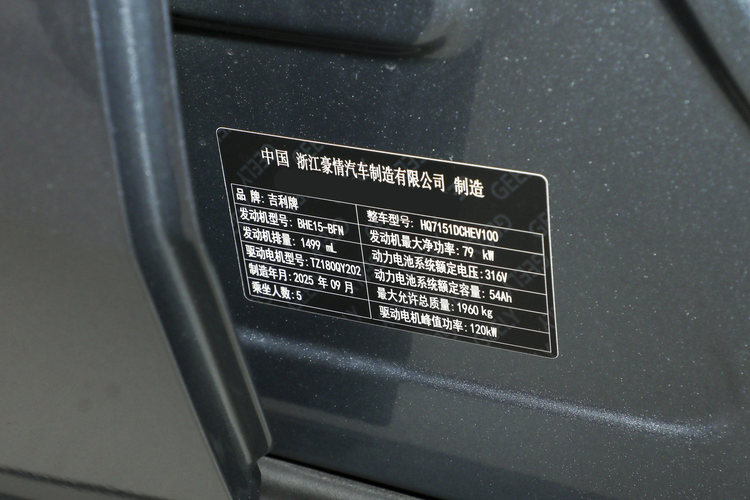 中国 浙江豪情汽车制造有限公司 制造
品 牌: 吉利牌
整车型号: HQ7151DCHEV100
发动机型号: BHE15-BFN
发动机最大净功率: 79 kW
发动机排量: 1499 mL
动力电池系统额定电压: 316V
驱动电机型号: TZ180QY202
动力电池系统额定容量: 54Ah
制造年月: 2025 年 09 月
最大允许总质量: 1960 kg
乘坐人数: 5
驱动电机峰值功率: 120kW